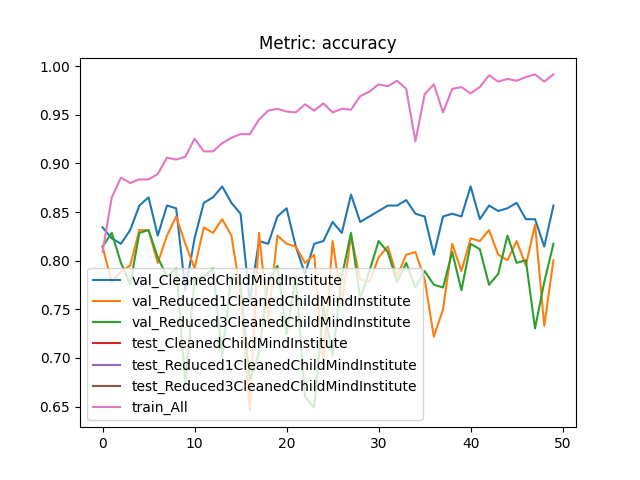 Metric: accuracy
1.00
0.95
0.90
0.85
0.80
0.75
0.70
0.65
val_CleanedChildMindInstitute
val_Reduced1CleanedChildMindInstitute
val_Reduced3CleanedChildMindInstitute
test_CleanedChildMindInstitute
test_Reduced1CleanedChildMindInstitute
test_Reduced3CleanedChildMindInstitute
train_All
0 10 20 30 40 50